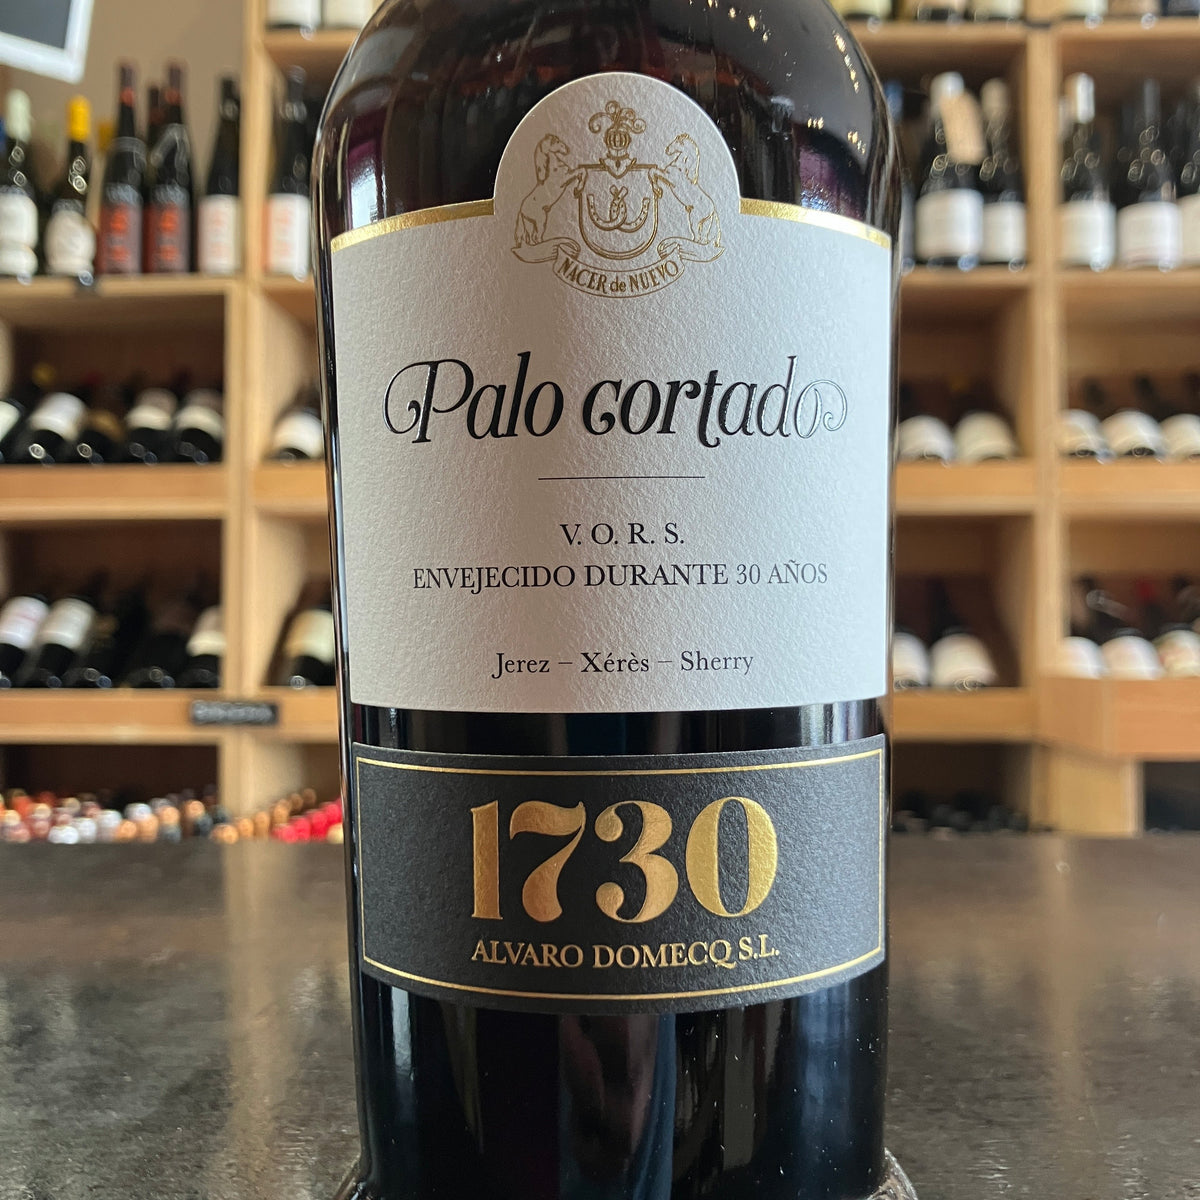 NACER de NUEVO
Palo cortado
V. O. R. S.
ENVEJECIDO DURANTE 30 AÑOS
Jerez – Xérès – Sherry
1730
ALVARO DOMECQ S.L.